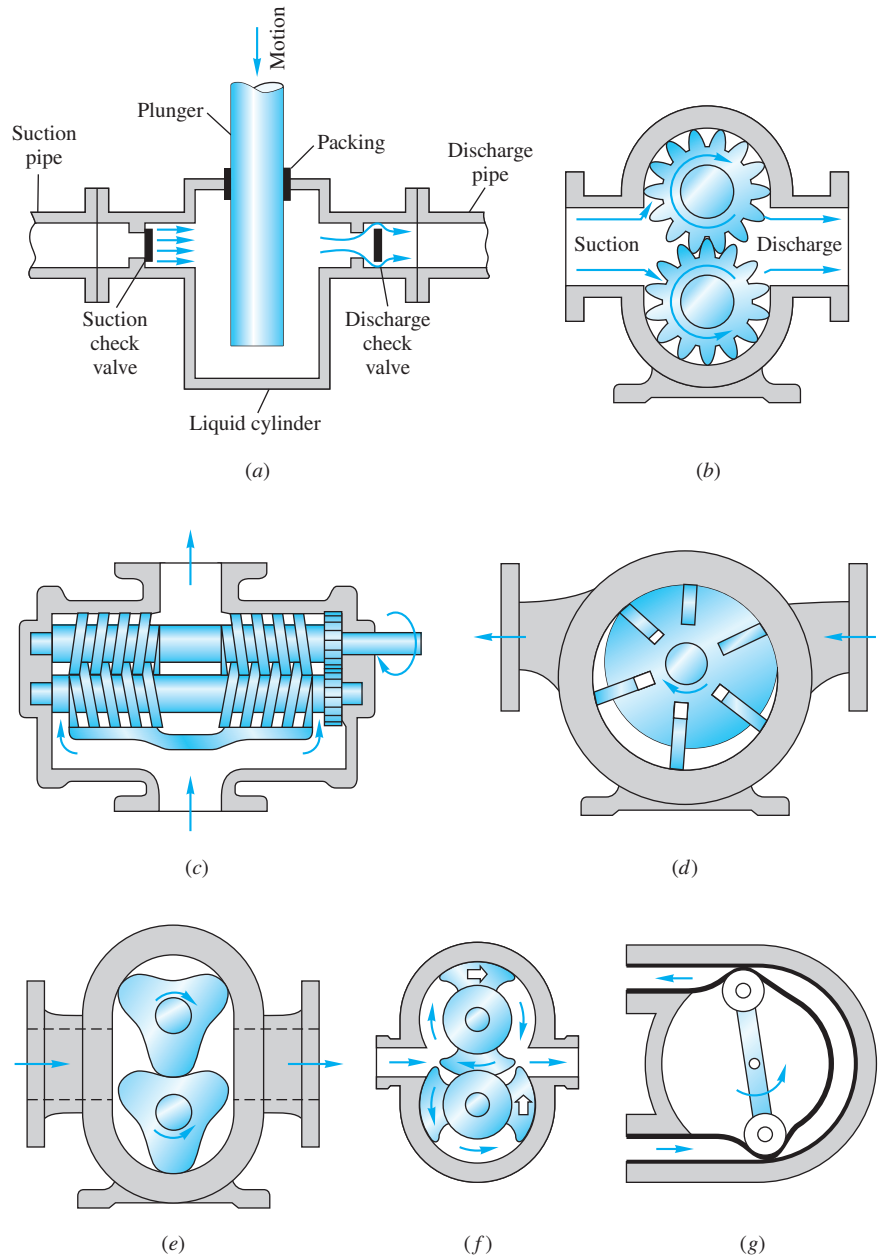 Motion
Plunger
Suction
pipe
Packing
Discharge
pipe
Suction
check
valve
Discharge
check
valve
Liquid cylinder
(a)
Suction
Discharge
(b)
(c)
(d)
(e)
(f)
(g)